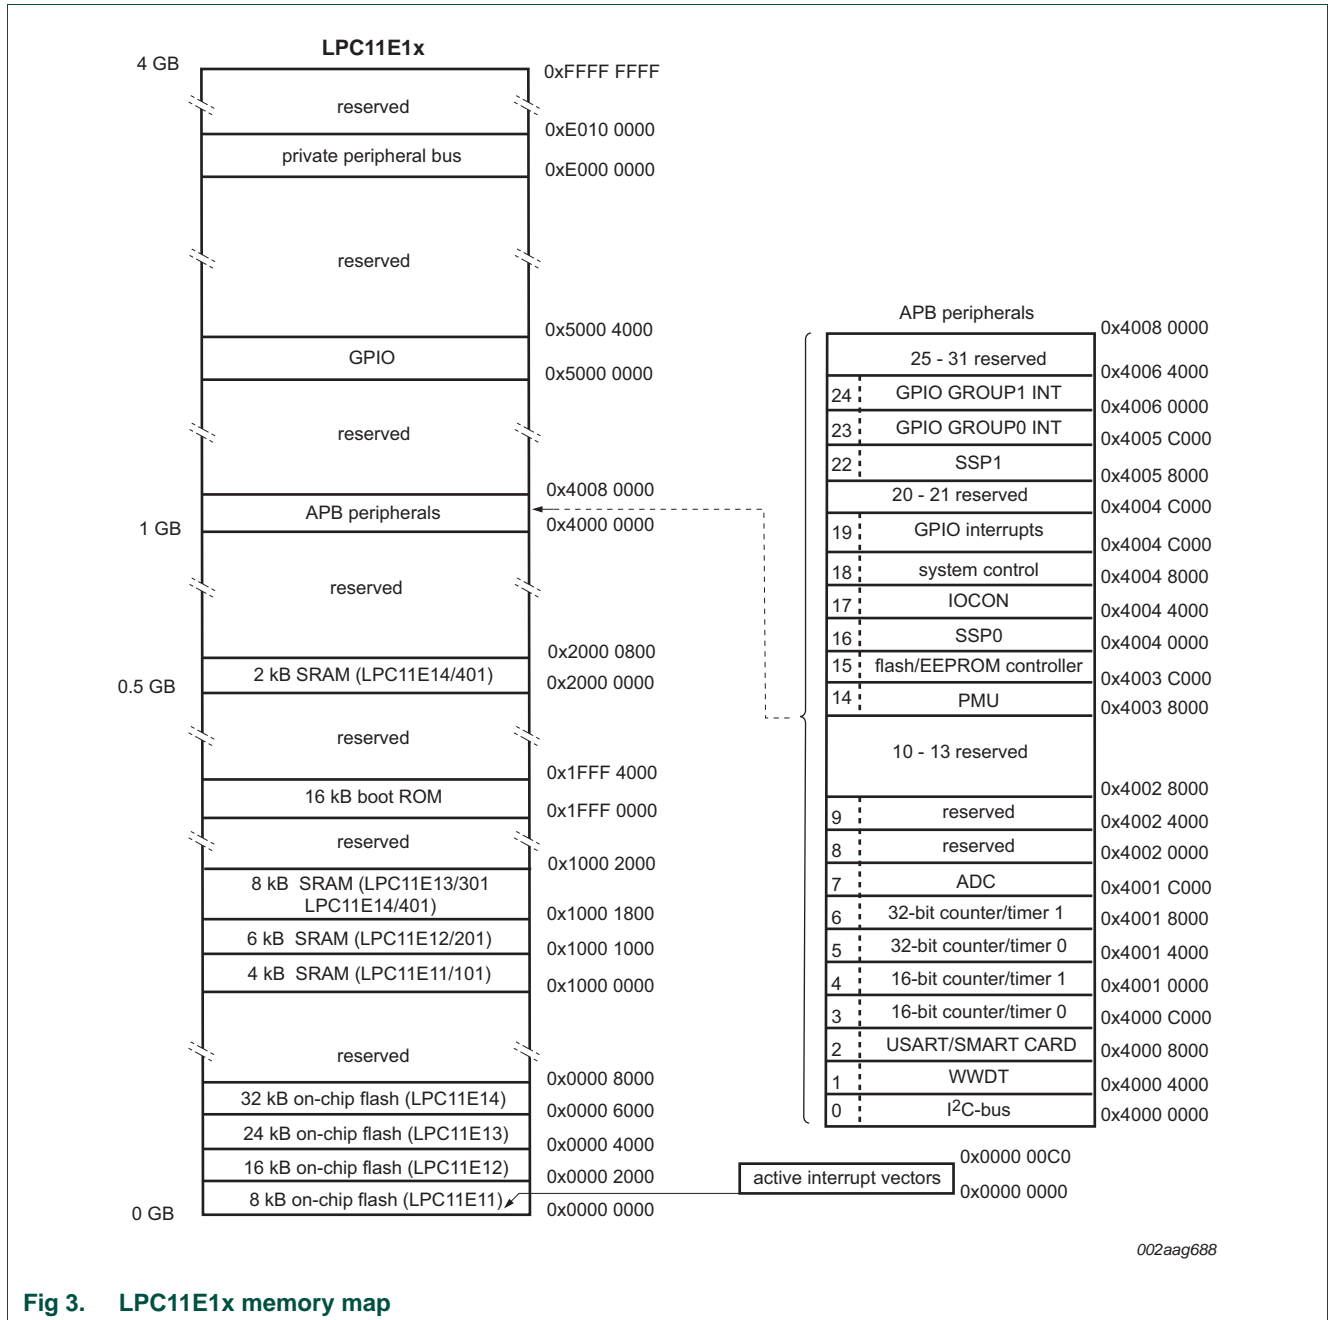 LPC11E1x
4 GB
0xFFFF FFFF
reserved
0xE010 0000
private peripheral bus
0xE000 0000
reserved
0x5000 4000
GPIO
0x5000 0000
reserved
0x4008 0000
APB peripherals
1 GB
0x4000 0000
reserved
0x2000 0800
2 kB SRAM (LPC11E14/401)
0.5 GB
0x2000 0000
reserved
0x1FFF 4000
16 kB boot ROM
0x1FFF 0000
reserved
0x1000 2000
8 kB SRAM (LPC11E13/301
LPC11E14/401)
0x1000 1800
6 kB SRAM (LPC11E12/201)
0x1000 1000
4 kB SRAM (LPC11E11/101)
0x1000 0000
reserved
0x0000 8000
32 kB on-chip flash (LPC11E14)
0x0000 6000
24 kB on-chip flash (LPC11E13)
0x0000 4000
16 kB on-chip flash (LPC11E12)
0x0000 2000
8 kB on-chip flash (LPC11E11)
0 GB
0x0000 0000
APB peripherals
0x4008 0000
25 - 31 reserved
0x4006 4000
24 GPIO GROUP1 INT
0x4006 0000
23 GPIO GROUP0 INT
0x4005 C000
22 SSP1
0x4005 8000
20 - 21 reserved
0x4004 C000
19 GPIO interrupts
0x4004 C000
18 system control
0x4004 8000
17 IOCON
0x4004 4000
16 SSP0
0x4004 0000
15 flash/EEPROM controller
0x4003 C000
14 PMU
0x4003 8000
10 - 13 reserved
0x4002 8000
9 reserved
0x4002 4000
8 reserved
0x4002 0000
7 ADC
0x4001 C000
6 32-bit counter/timer 1
0x4001 8000
5 32-bit counter/timer 0
0x4001 4000
4 16-bit counter/timer 1
0x4001 0000
3 16-bit counter/timer 0
0x4000 C000
2 USART/SMART CARD
0x4000 8000
1 WWDT
0x4000 4000
0 I2C-bus
0x4000 0000
0x0000 00C0
active interrupt vectors
0x0000 0000
002aag688
Fig 3. LPC11E1x memory map